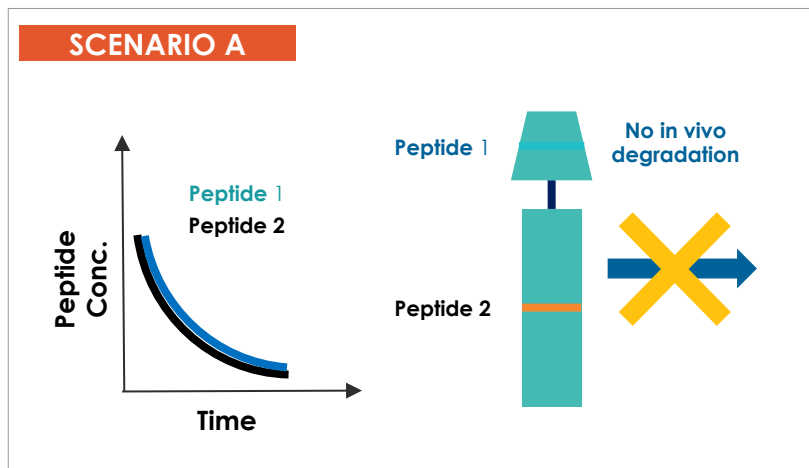 SCENARIO A
Peptide 1
Peptide 2
Peptide
Conc.
Time
Peptide 1
No in vivo
degradation
Peptide 2